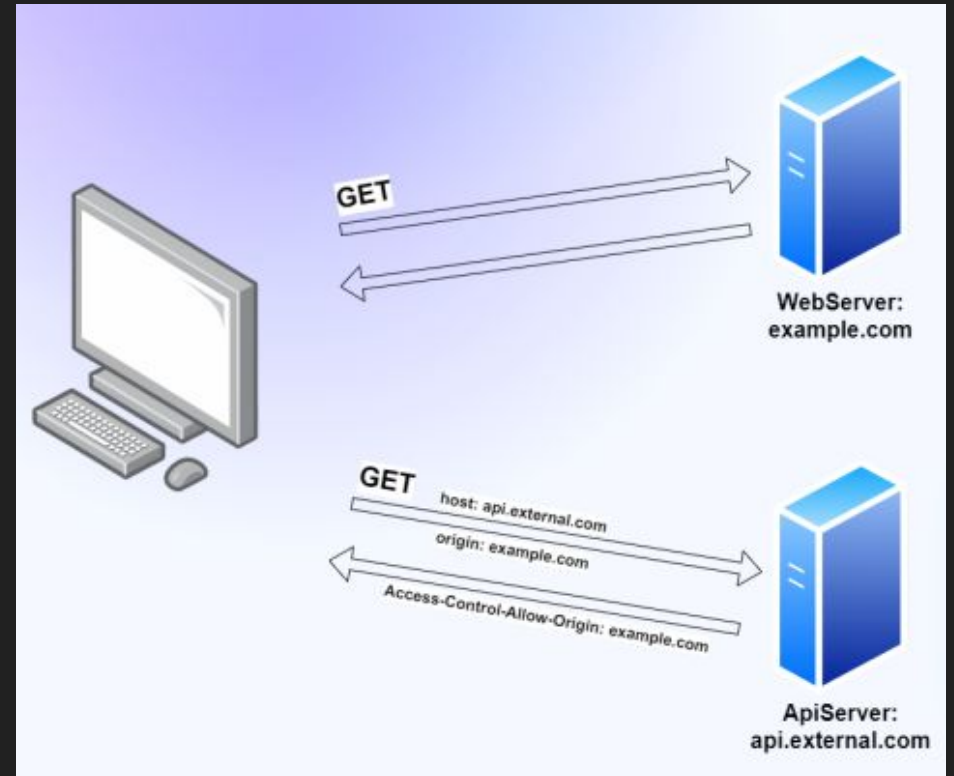 GET
WebServer:
example.com
GET
host: api.external.com
origin: example.com
Access-Control-Allow-Origin: example.com
ApiServer:
api.external.com